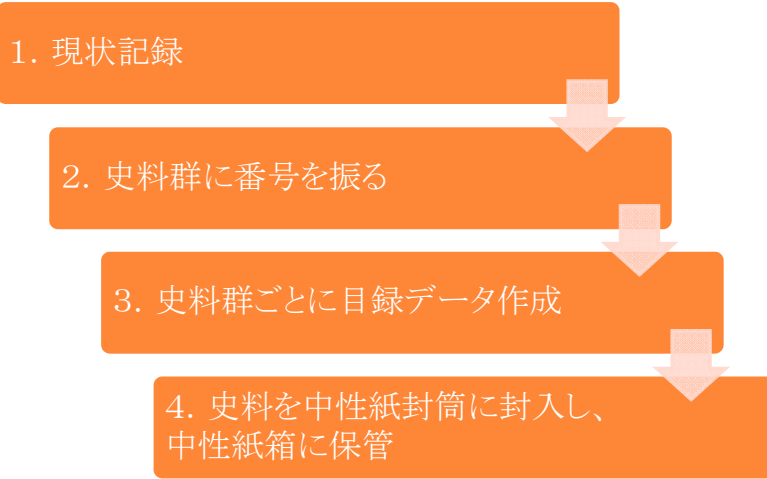 １．現状記録
２．史料群に番号を振る
３．史料群ごとに目録データ作成
４．史料を中性紙封筒に封入し、
中性紙箱に保管